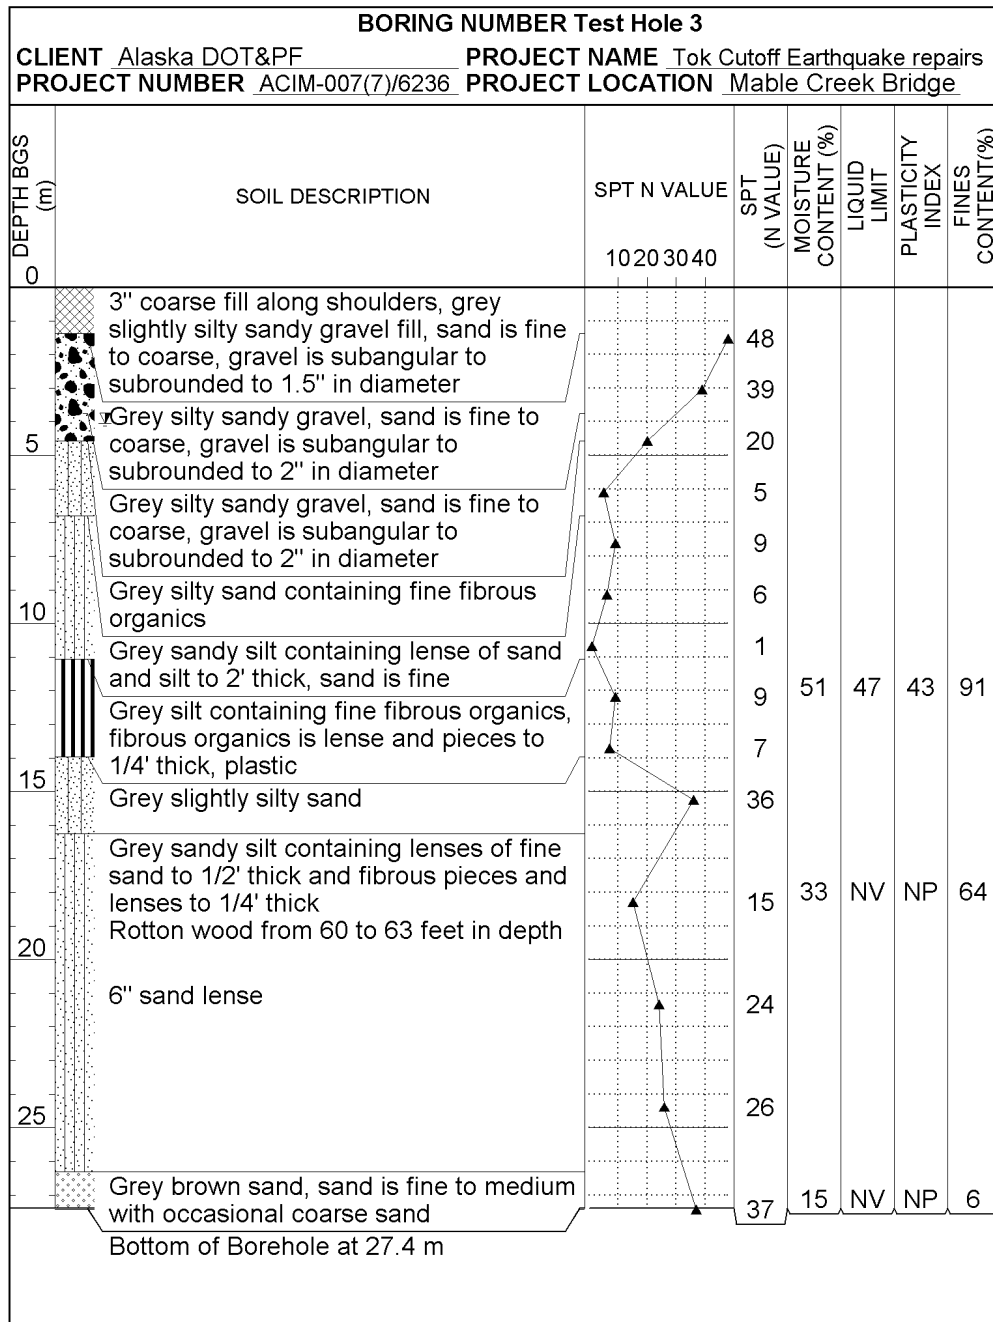 BORING NUMBER Test Hole 3
CLIENT Alaska DOT&PF PROJECT NAME Tok Cutoff Earthquake repairs
PROJECT NUMBER ACIM-007(7)/6236 PROJECT LOCATION Mable Creek Bridge
DEPTH BGS
(m)
SOIL DESCRIPTION
SPT N VALUE
SPT
(N VALUE)
MOISTURE
CONTENT (%)
LIQUID
LIMIT
PLASTICITY
INDEX
FINES
CONTENT(%)
10 20 30 40
0
3" coarse fill along shoulders, grey
slightly silty sandy gravel fill, sand is fine
to coarse, gravel is subangular to
subrounded to 1.5" in diameter
48
39
Grey silty sandy gravel, sand is fine to
coarse, gravel is subangular to
subrounded to 2" in diameter
5
20
Grey silty sandy gravel, sand is fine to
coarse, gravel is subangular to
subrounded to 2" in diameter
5
9
Grey silty sand containing fine fibrous
organics
6
10
Grey sandy silt containing lense of sand
and silt to 2' thick, sand is fine
1
9 51 47 43 91
Grey silt containing fine fibrous organics,
fibrous organics is lense and pieces to
1/4' thick, plastic
7
15
Grey slightly silty sand
36
Grey sandy silt containing lenses of fine
sand to 1/2' thick and fibrous pieces and
lenses to 1/4' thick
15 33 NV NP 64
Rotton wood from 60 to 63 feet in depth
20
6" sand lense
24
25
26
Grey brown sand, sand is fine to medium
with occasional coarse sand
37 15 NV NP 6
Bottom of Borehole at 27.4 m